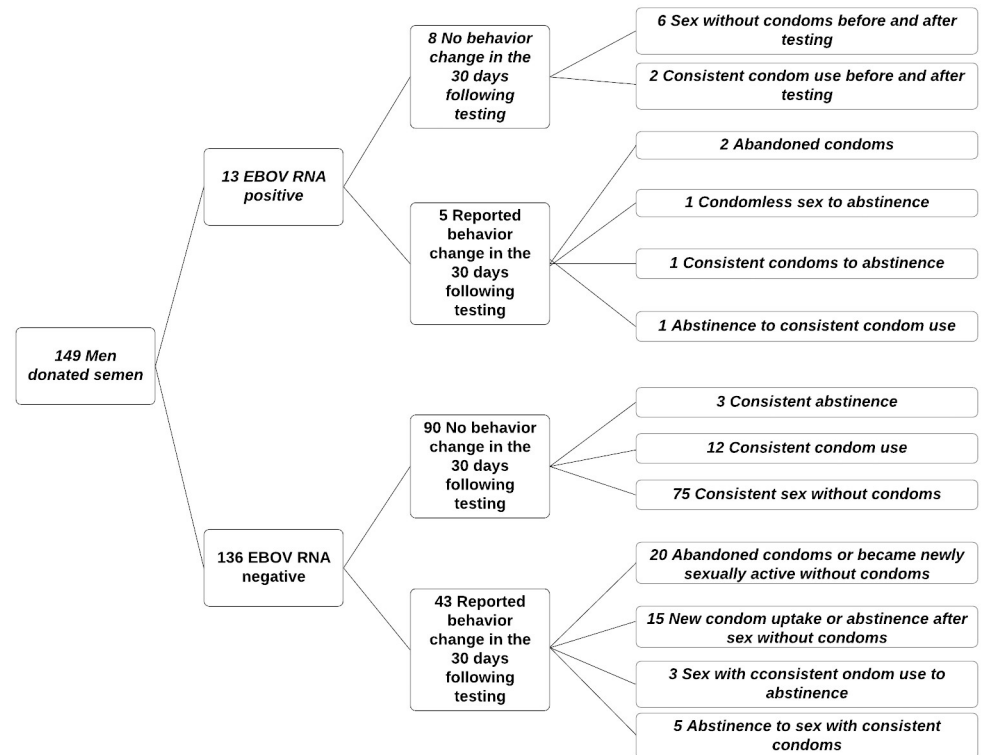 149 Men
donated semen
13 EBOV RNA
positive
8 No behavior
change in the
30 days
following
testing
6 Sex without condoms before and after
testing
2 Consistent condom use before and after
testing
5 Reported
behavior
change in the
30 days
following
testing
2 Abandoned condoms
1 Condomless sex to abstinence
1 Consistent condoms to abstinence
1 Abstinence to consistent condom use
136 EBOV RNA
negative
90 No behavior
change in the
30 days
following
testing
3 Consistent abstinence
12 Consistent condom use
75 Consistent sex without condoms
43 Reported
behavior
change in the
30 days
following
testing
20 Abandoned condoms or became newly
sexually active without condoms
15 New condom uptake or abstinence after
sex without condoms
3 Sex with cconsistent ondom use to
abstinence
5 Abstinence to sex with consistent
condoms